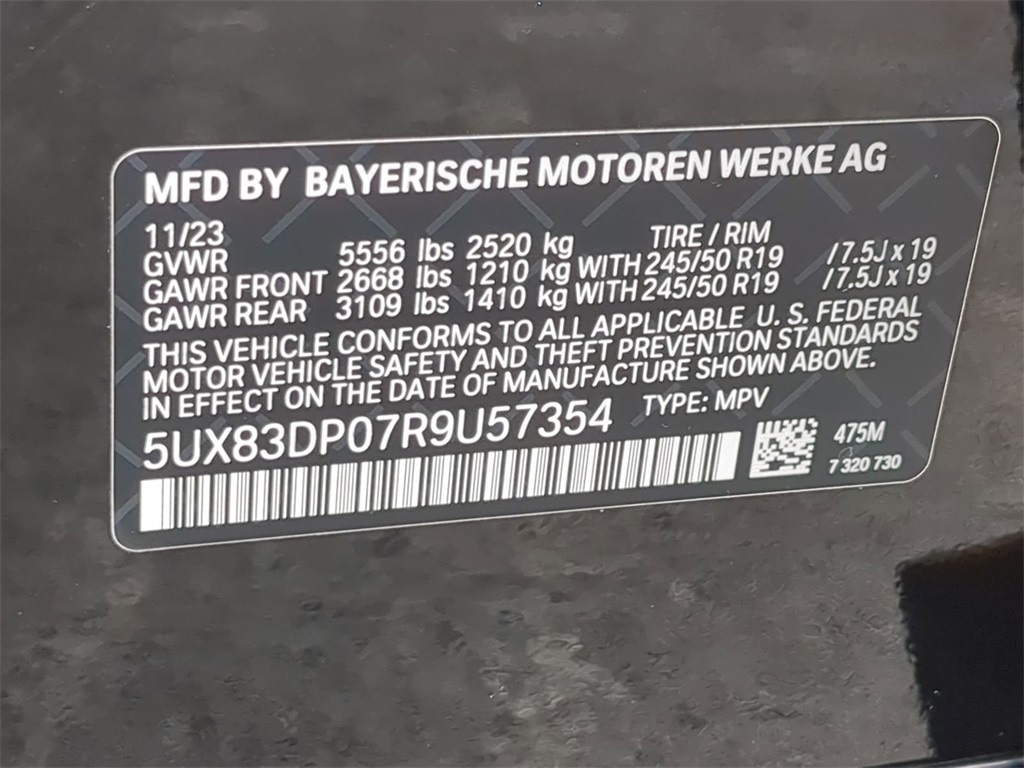 MFD BY BAYERISCHE MOTOREN WERKE AG
11/23 TIRE / RIM
GVWR 5556 lbs 2520 kg
GAWR FRONT 2668 lbs 1210 kg WITH 245/50 R19 /7.5J x 19
GAWR REAR 3109 lbs 1410 kg WITH 245/50 R19 /7.5J x 19
THIS VEHICLE CONFORMS TO ALL APPLICABLE U. S. FEDERAL
MOTOR VEHICLE SAFETY AND THEFT PREVENTION STANDARDS
IN EFFECT ON THE DATE OF MANUFACTURE SHOWN ABOVE.
5UX83DP07R9U57354 TYPE: MPV
475M
7 320 730